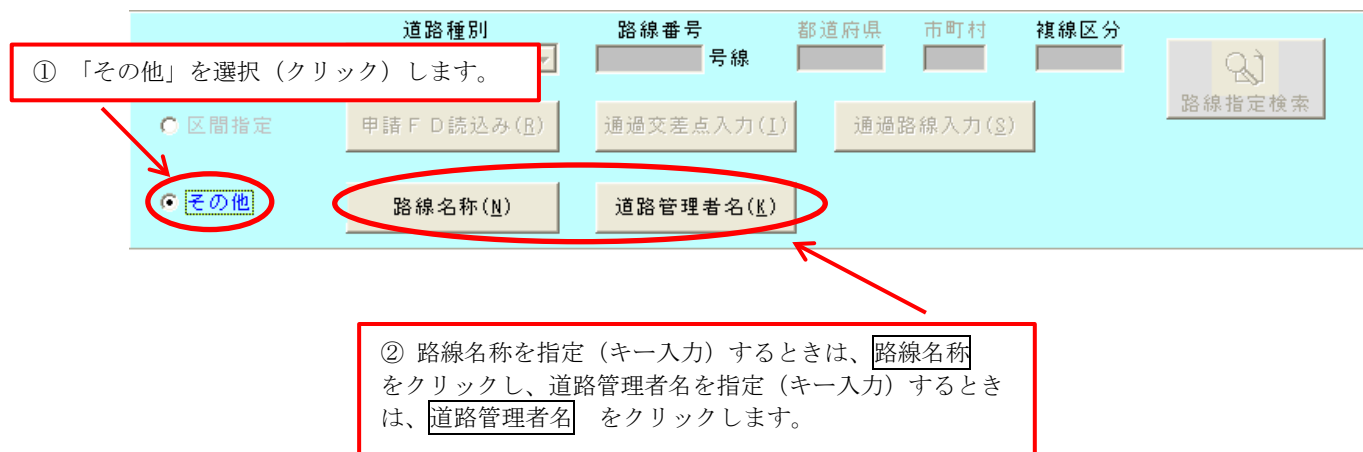 道路種別 路線番号 都道府県 市町村 複線区分
① 「その他」を選択（クリック）します。
号線
路線指定検索
区間指定 申請ＦＤ読込み(R) 通過交差点入力(I) 通過路線入力(S)
その他 路線名称(N) 道路管理者名(K)
② 路線名称を指定（キー入力）するときは、路線名称
をクリックし、道路管理者名を指定（キー入力）するとき
は、道路管理者名　をクリックします。